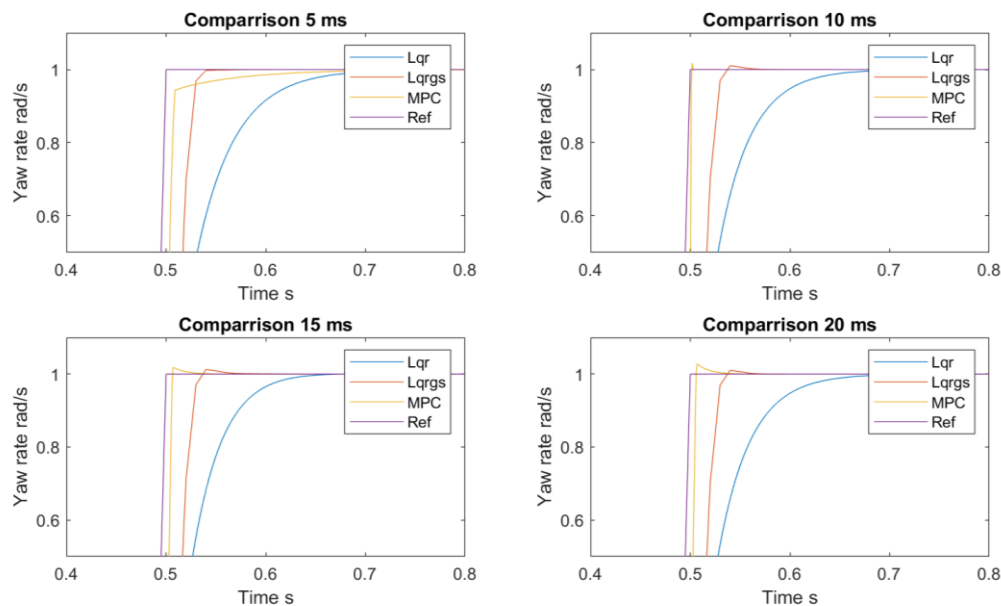 Comparrison 5 ms
Yaw rate rad/s
1
0.8
0.6
Lqr
Lqrgs
MPC
Ref
0.4 0.5 0.6 0.7 0.8
Time s
Comparrison 10 ms
Yaw rate rad/s
1
0.8
0.6
Lqr
Lqrgs
MPC
Ref
0.4 0.5 0.6 0.7 0.8
Time s
Comparrison 15 ms
Yaw rate rad/s
1
0.8
0.6
Lqr
Lqrgs
MPC
Ref
0.4 0.5 0.6 0.7 0.8
Time s
Comparrison 20 ms
Yaw rate rad/s
1
0.8
0.6
Lqr
Lqrgs
MPC
Ref
0.4 0.5 0.6 0.7 0.8
Time s